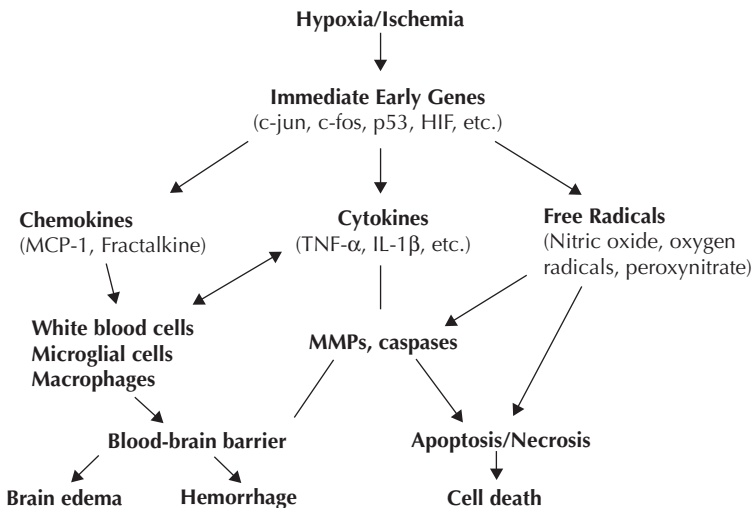 Hypoxia/Ischemia
Immediate Early Genes
(c-jun, c-fos, p53, HIF, etc.)
Chemokines
(MCP-1, Fractalkine)
Cytokines
(TNF-α, IL-1β, etc.)
Free Radicals
(Nitric oxide, oxygen
radicals, peroxynitrate)
White blood cells
Microglial cells
Macrophages
MMPs, caspases
Blood-brain barrier
Apoptosis/Necrosis
Brain edema
Hemorrhage
Cell death